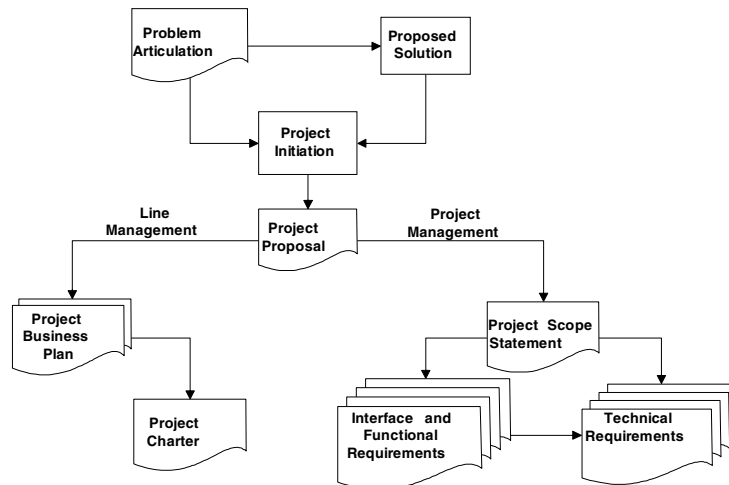 Problem
Articulation
Proposed
Solution
Project
Initiation
Line
Management
Project
Management
Project
Proposal
Project
Business
Plan
Project Scope
Statement
Project
Charter
Interface and
Functional
Requirements
Technical
Requirements